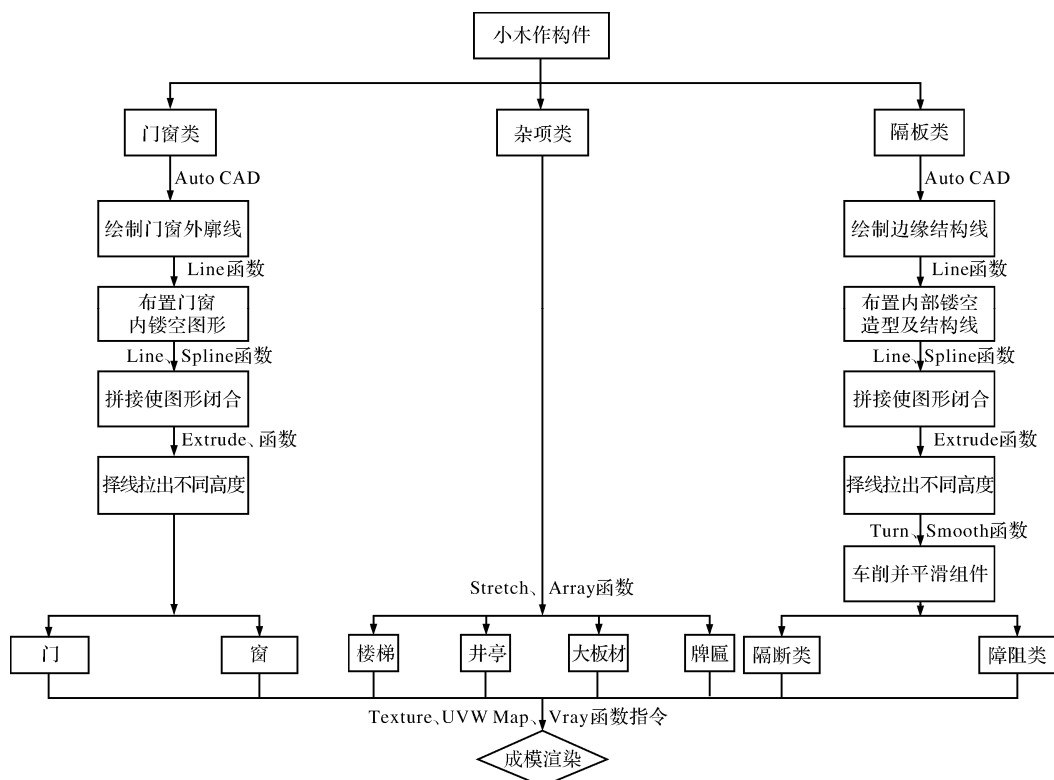 小木作构件
门窗类
杂项类
隔板类
Auto CAD
Auto CAD
绘制门窗外廓线
绘制边缘结构线
Line函数
Line函数
布置门窗
内镂空图形
布置内部镂空
造型及结构线
Line、Spline函数
Line、Spline函数
拼接使图形闭合
拼接使图形闭合
Extrude、函数
Extrude函数
择线拉出不同高度
择线拉出不同高度
Turn、Smooth函数
车削并平滑组件
Stretch、Array函数
门
窗
楼梯
井亭
大板材
牌匾
隔断类
障阻类
Texture、UVW Map、Vray函数指令
成模渲染